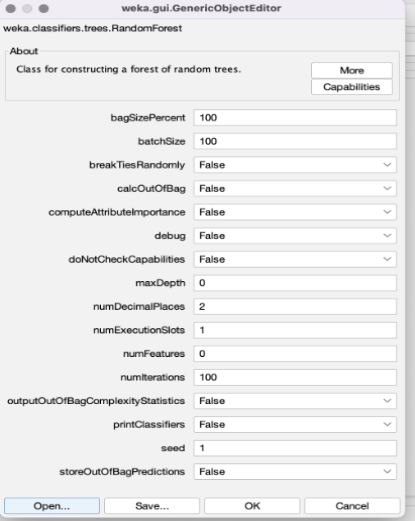 weka.gui.GenericObjectEditor
weka.classifiers.trees.RandomForest
About
Class for constructing a forest of random trees.
More
Capabilities
bagSizePercent 100
batchSize 100
breakTiesRandomly False
calcOutOfBag False
computeAttributeImportance False
debug False
doNotCheckCapabilities False
maxDepth 0
numDecimalPlaces 2
numExecutionSlots 1
numFeatures 0
numIterations 100
outputOutOfBagComplexityStatistics False
printClassifiers False
seed 1
storeOutOfBagPredictions False
Open... Save... OK Cancel